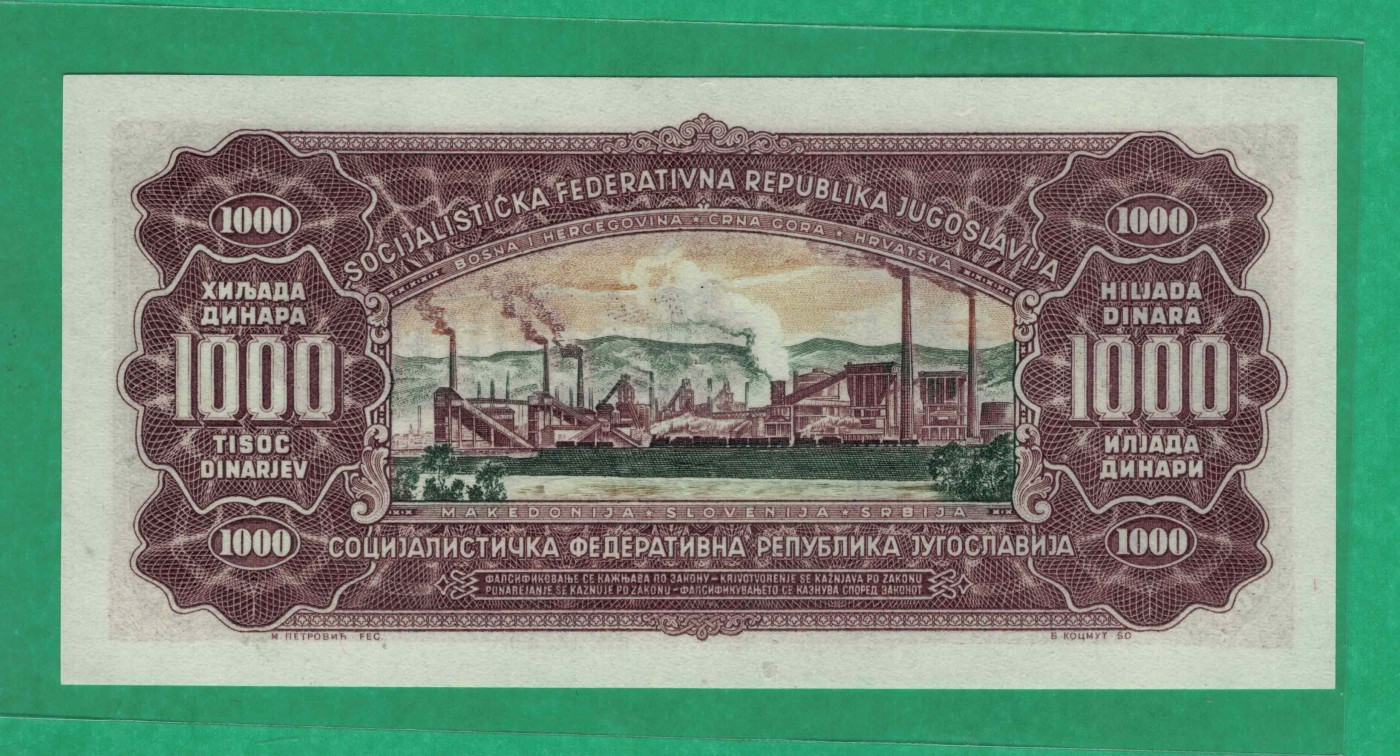 SOCIJALISTIČKA FEDERATIVNA REPUBLIKA JUGOSLAVIJA
BOSNA I HERCEGOVINA ★ CRNA GORA ★ HRVATSKA
1000
1000
ХИЉАДА
ДИНАРА
1000
TISOČ
DINARJEV
HILJADA
DINARA
1000
ИЛЈАДА
ДИНАРИ
MAKEDONIJA ★ SLOVENIJA ★ SRBIJA
1000
СОЦИЈАЛИСТИЧКА ФЕДЕРАТИВНА РЕПУБЛИКА ЈУГОСЛАВИЈА
1000
ФАЛСИФИКОВАЊЕ СЕ КАЖЊАВА ПО ЗАКОНУ – KRIVOTVORENJE SE KAŽNJAVA PO ZAKONU
PONAREJANJE SE KAZNUJE PO ZAKONU – ФАЛСИФИКУВАЊЕТО СЕ КАЗНУВА СПОРЕД ЗАКОНОТ
М. ПЕТРОВИЋ FEC.
Б КОЦМУТ SC